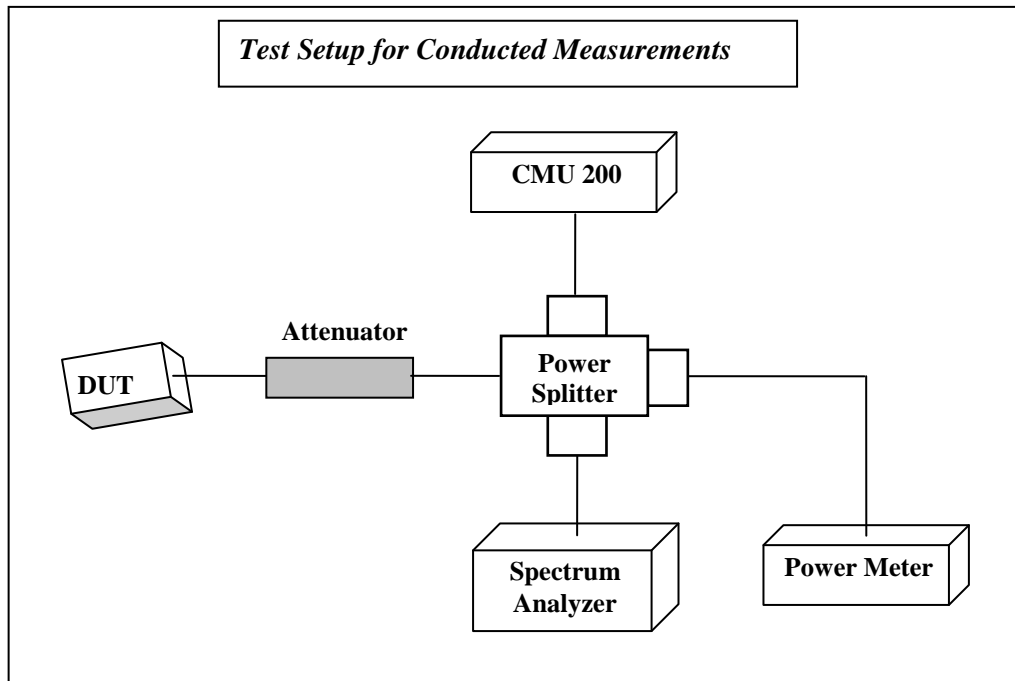 Test Setup for Conducted Measurements
CMU 200
Attenuator
DUT
Power
Splitter
Spectrum
Analyzer
Power Meter